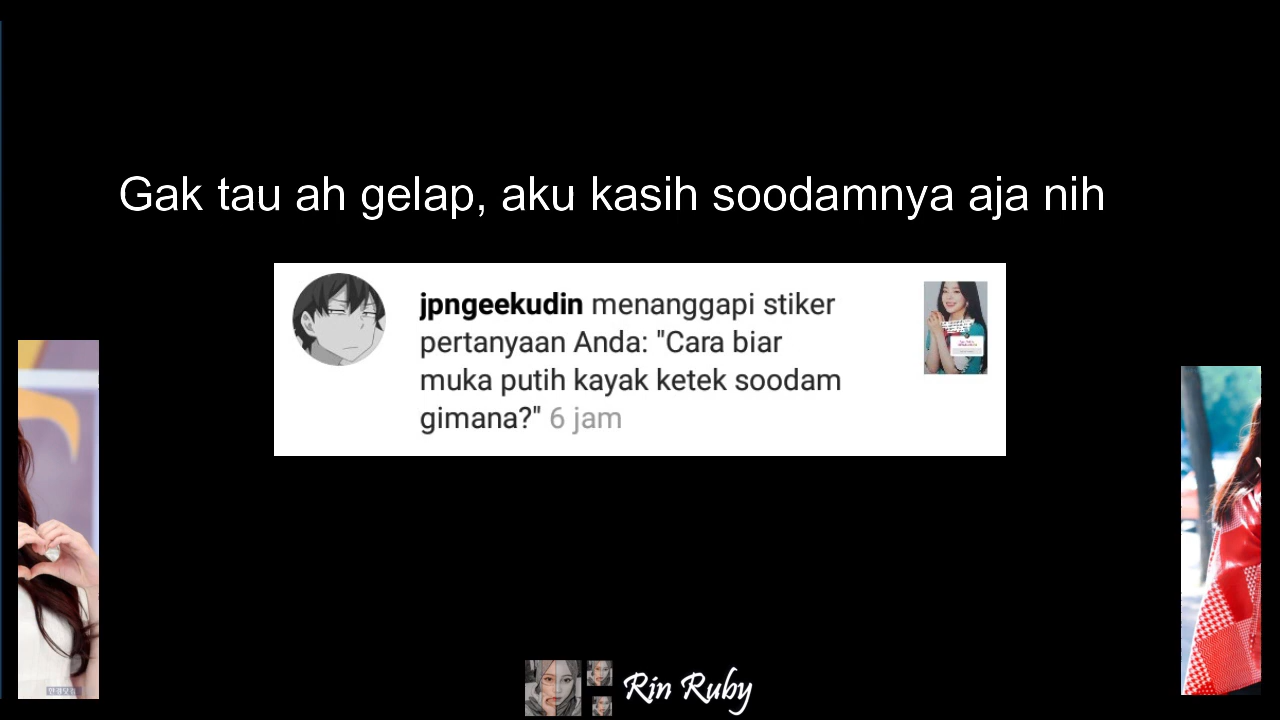 Gak tau ah gelap, aku kasih soodamnya aja nih
jpngeekudin menanggapi stiker
pertanyaan Anda: "Cara biar
muka putih kayak ketek soodam
gimana?" 6 jam
Rin Ruby